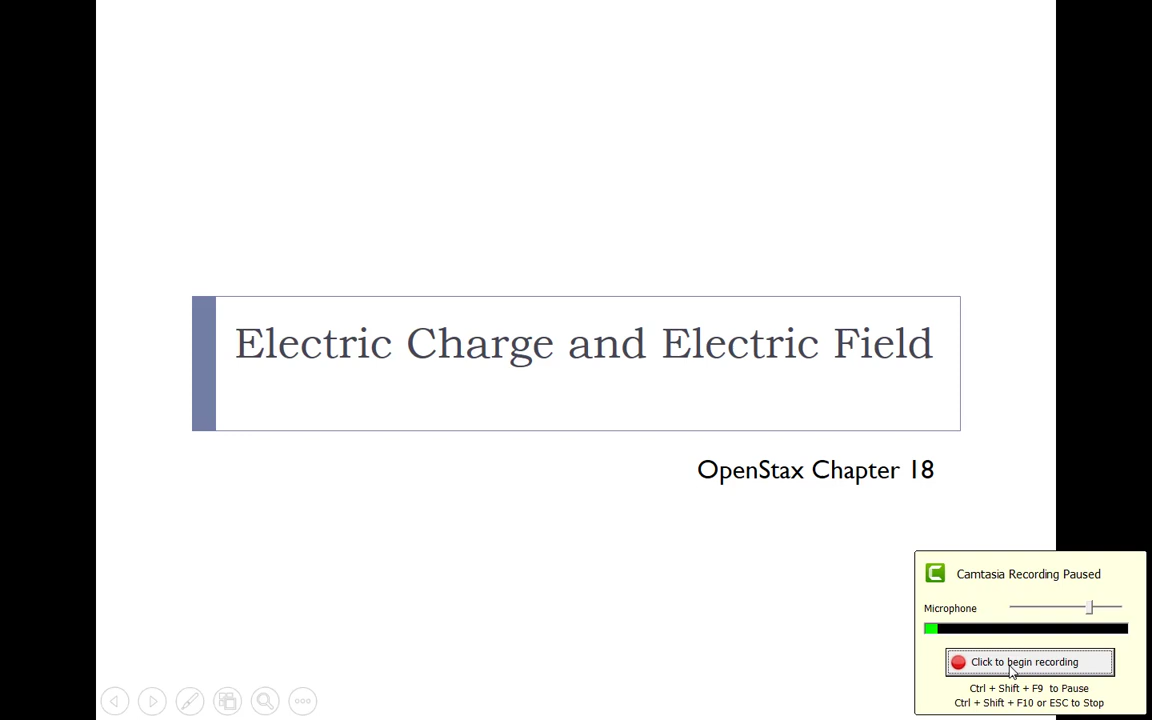 Electric Charge and Electric Field
OpenStax Chapter 18
Camtasia Recording Paused
Microphone
Click to begin recording
Ctrl + Shift + F9 to Pause
Ctrl + Shift + F10 or ESC to Stop